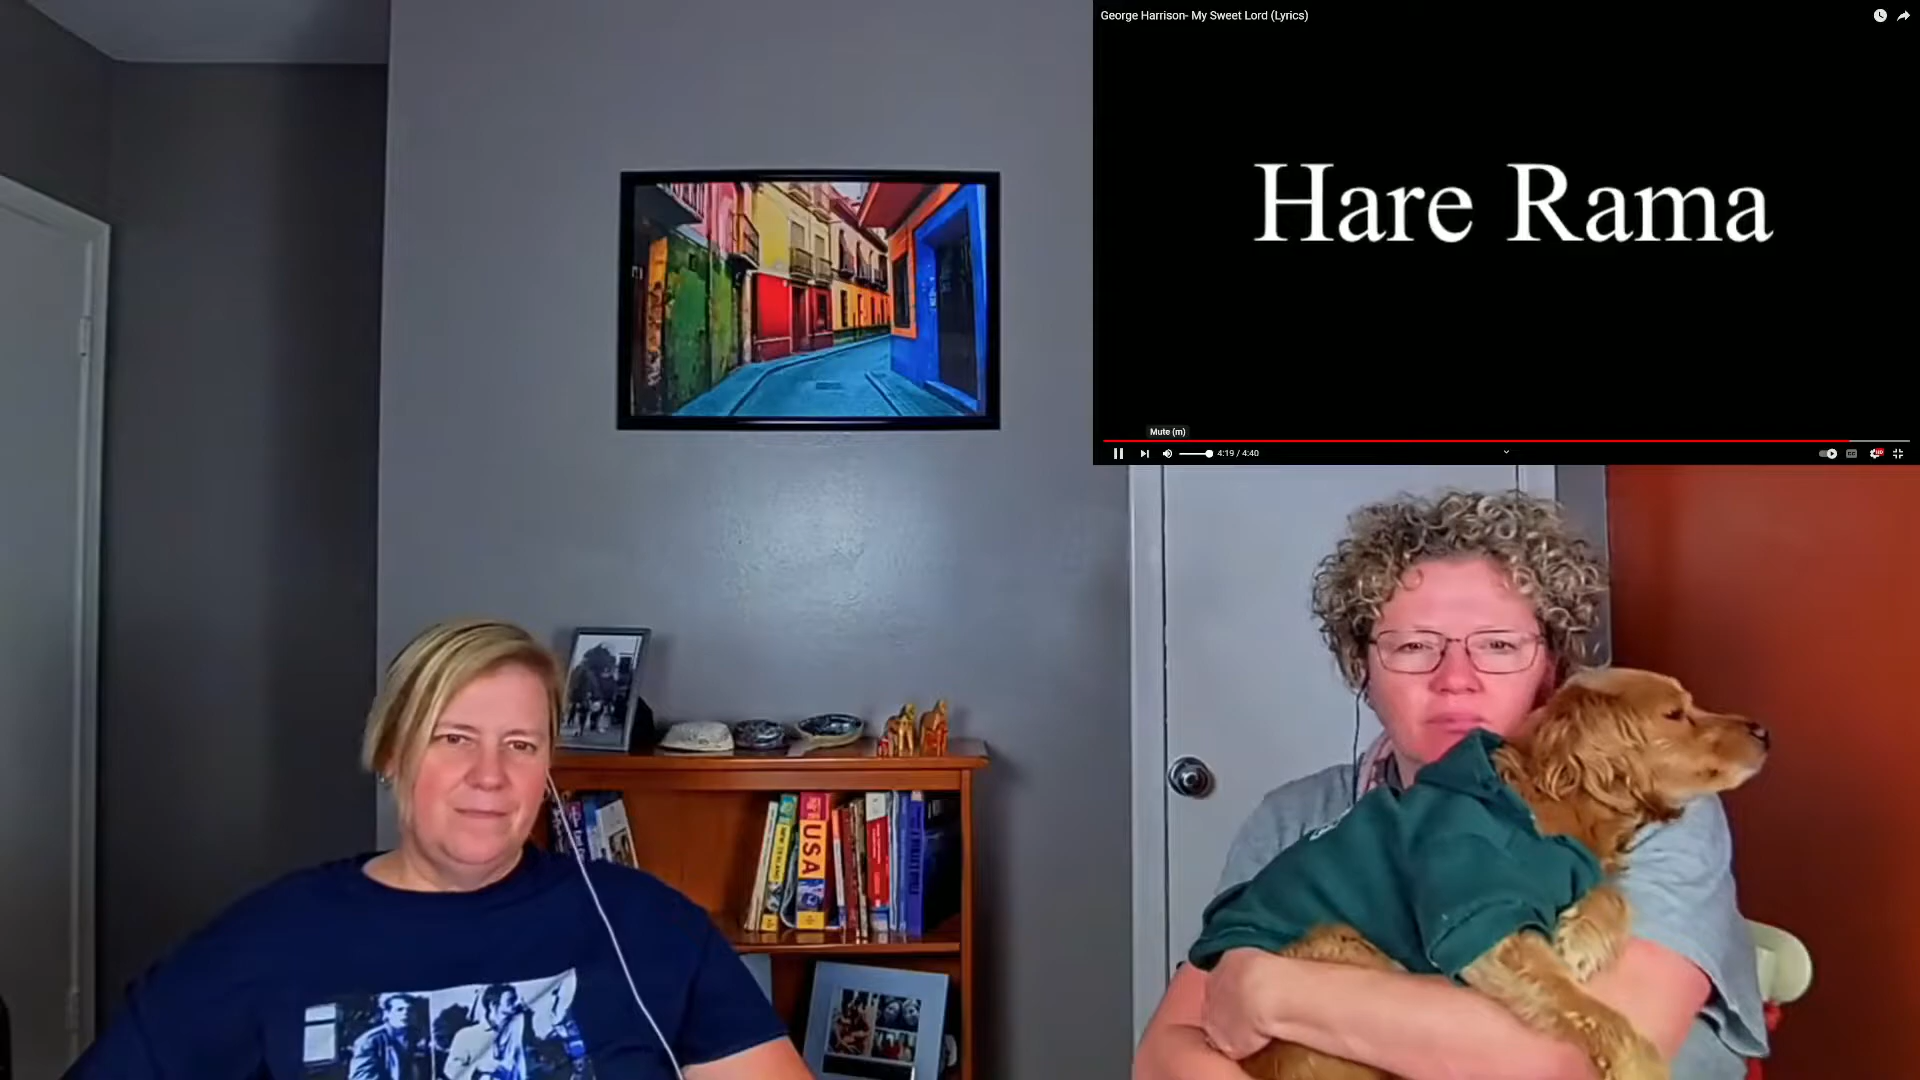 George Harrison- My Sweet Lord (Lyrics)
Hare Rama
Mute (m)
4:19 / 4:40
USA